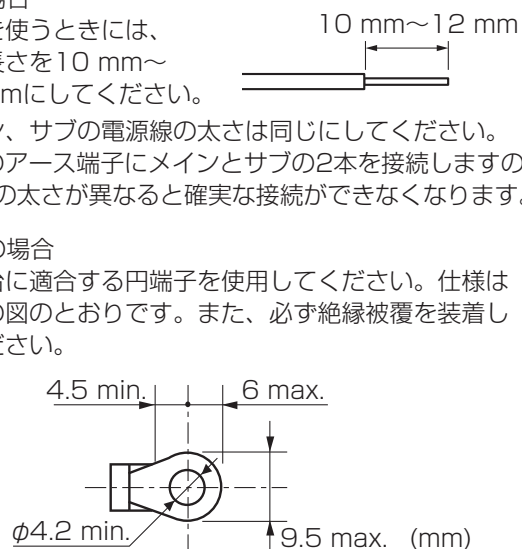 場合
を使うときには、
長さを10 mm～
mにしてください。
10 mm～12 mm
、サブの電源線の太さは同じにしてください。
のアース端子にメインとサブの2本を接続しますの
の太さが異なると確実な接続ができなくなります。
の場合
に適合する円端子を使用してください。仕様は
の図のとおりです。また、必ず絶縁被覆を装着し
ださい。
4.5 min.
6 max.
φ4.2 min.
9.5 max. (mm)